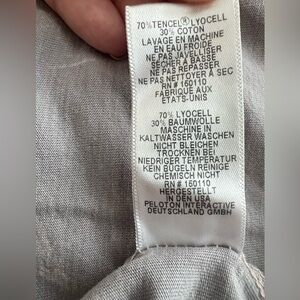 70% TENCEL® LYOCELL
30% COTON
LAVAGE EN MACHINE
EN EAU FROIDE
NE PAS JAVELLISER
SÉCHER A BASSE
NE PAS REPASSER
NE PAS NETTOYER À SEC
RN # 150110
FABRIQUE AUX
ETATS-UNIS
70% LYOCELL
30% BAUMWOLLE
MASCHINE IN
KALTWASSER WASCHEN
NICHT BLEICHEN
TROCKNEN BEI
NIEDRIGER TEMPERATUR
KEIN BÜGELN REINIGE
CHEMISCH NICHT
RN # 150110
HERGESTELLT
IN DEN USA
PELOTON INTERACTIVE
DEUTSCHLAND GMBH